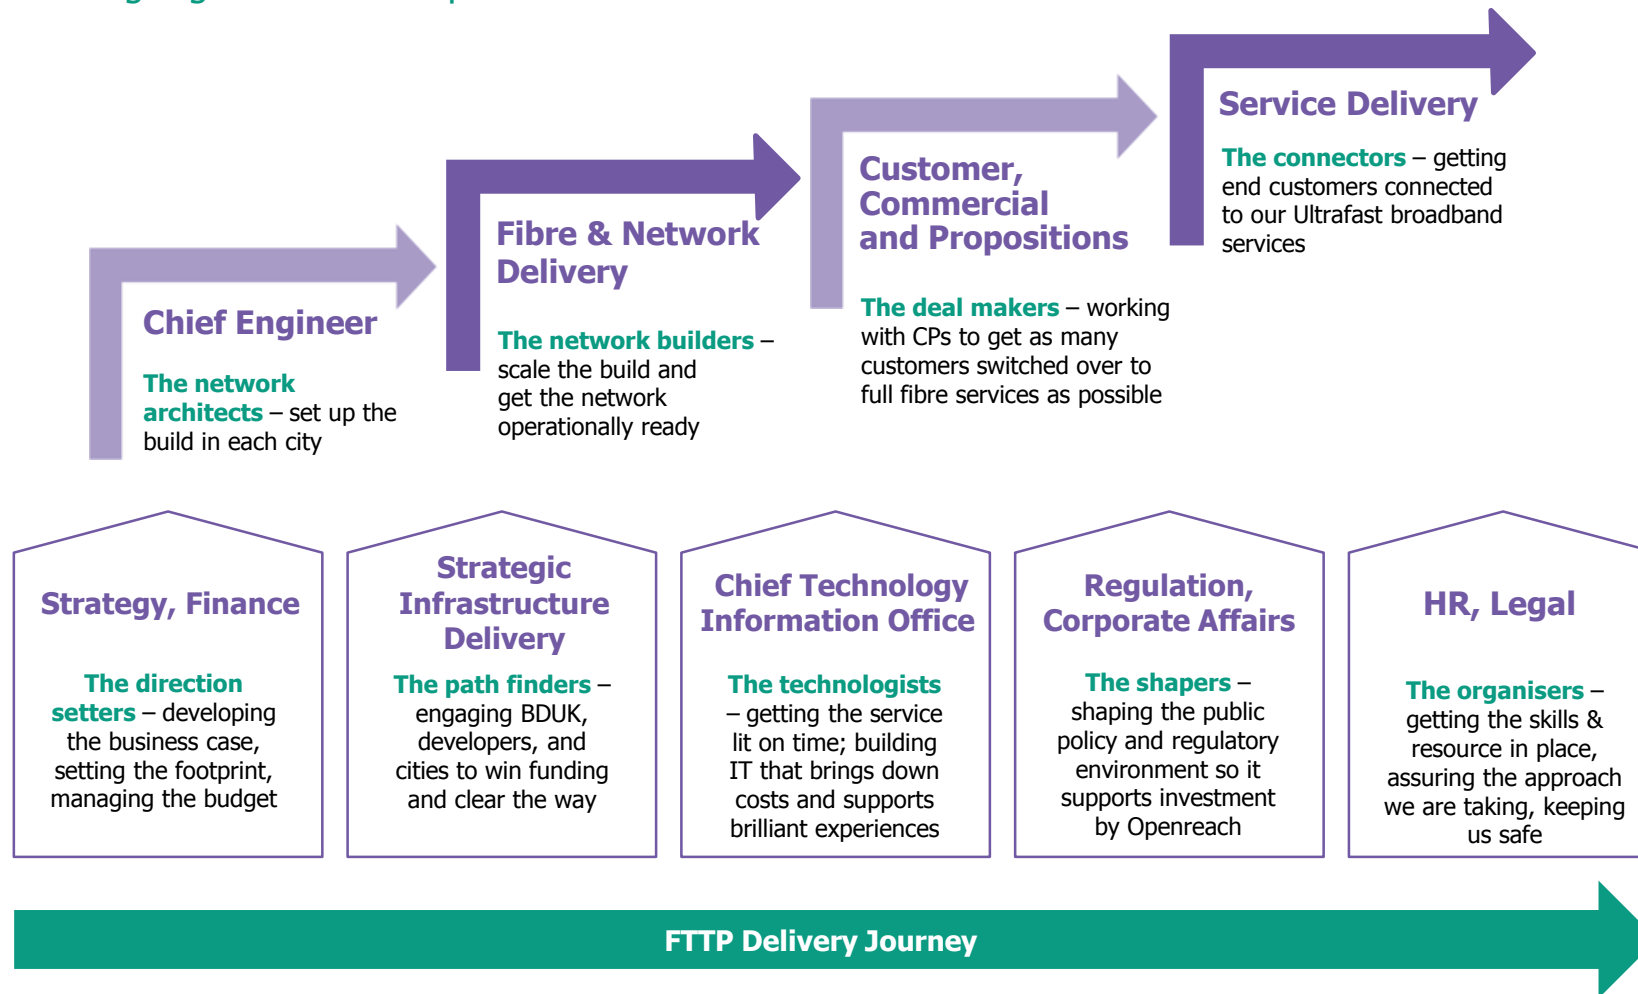 Service Delivery
The connectors – getting
end customers connected
to our Ultrafast broadband
services
Customer,
Commercial
and Propositions
The deal makers – working
with CPs to get as many
customers switched over to
full fibre services as possible
Fibre & Network
Delivery
The network builders –
scale the build and
get the network
operationally ready
Chief Engineer
The network
architects – set up the
build in each city
Strategy, Finance
The direction
setters – developing
the business case,
setting the footprint,
managing the budget
Strategic
Infrastructure
Delivery
The path finders –
engaging BDUK,
developers, and
cities to win funding
and clear the way
Chief Technology
Information Office
The technologists
– getting the service
lit on time; building
IT that brings down
costs and supports
brilliant experiences
Regulation,
Corporate Affairs
The shapers –
shaping the public
policy and regulatory
environment so it
supports investment
by Openreach
HR, Legal
The organisers –
getting the skills &
resource in place,
assuring the approach
we are taking, keeping
us safe
FTTP Delivery Journey